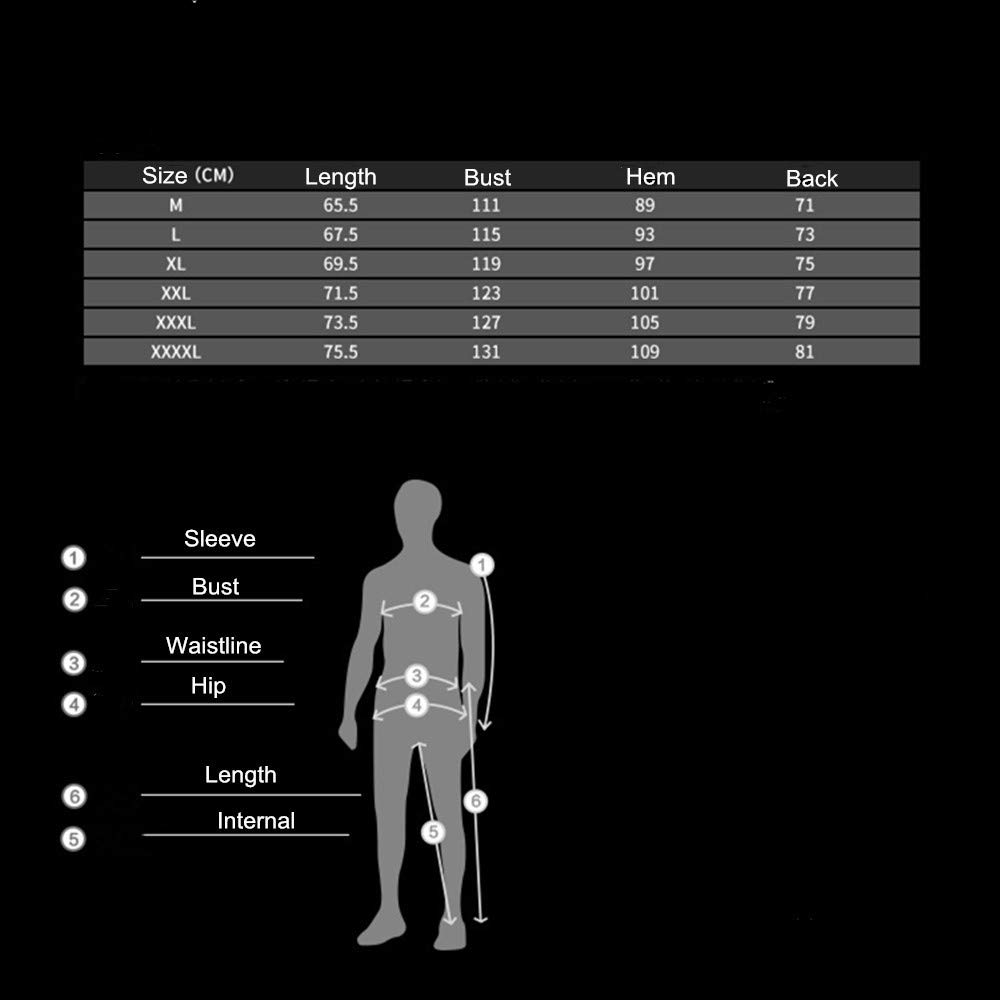 Size (CM) Length Bust Hem Back
M 65.5 111 89 71
L 67.5 115 93 73
XL 69.5 119 97 75
XXL 71.5 123 101 77
XXXL 73.5 127 105 79
XXXXL 75.5 131 109 81
1 Sleeve
2 Bust
3 Waistline
4 Hip
6 Length
5 Internal
1
2
3
4
6
5